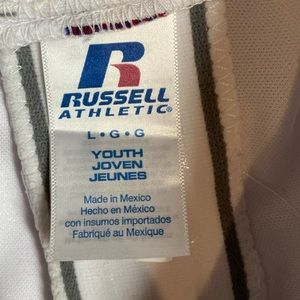 R
RUSSELL
ATHLETIC®
L•G•G
YOUTH
JOVEN
JEUNES
Made in Mexico
Hecho en México
con insumos importados
Fabriqué au Mexique